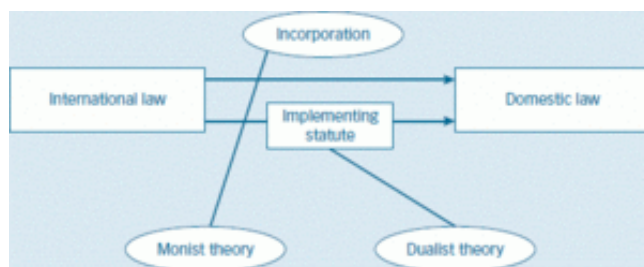 Incorporation
International law
Domestic law
Implementing
statute
Monist theory
Dualist theory